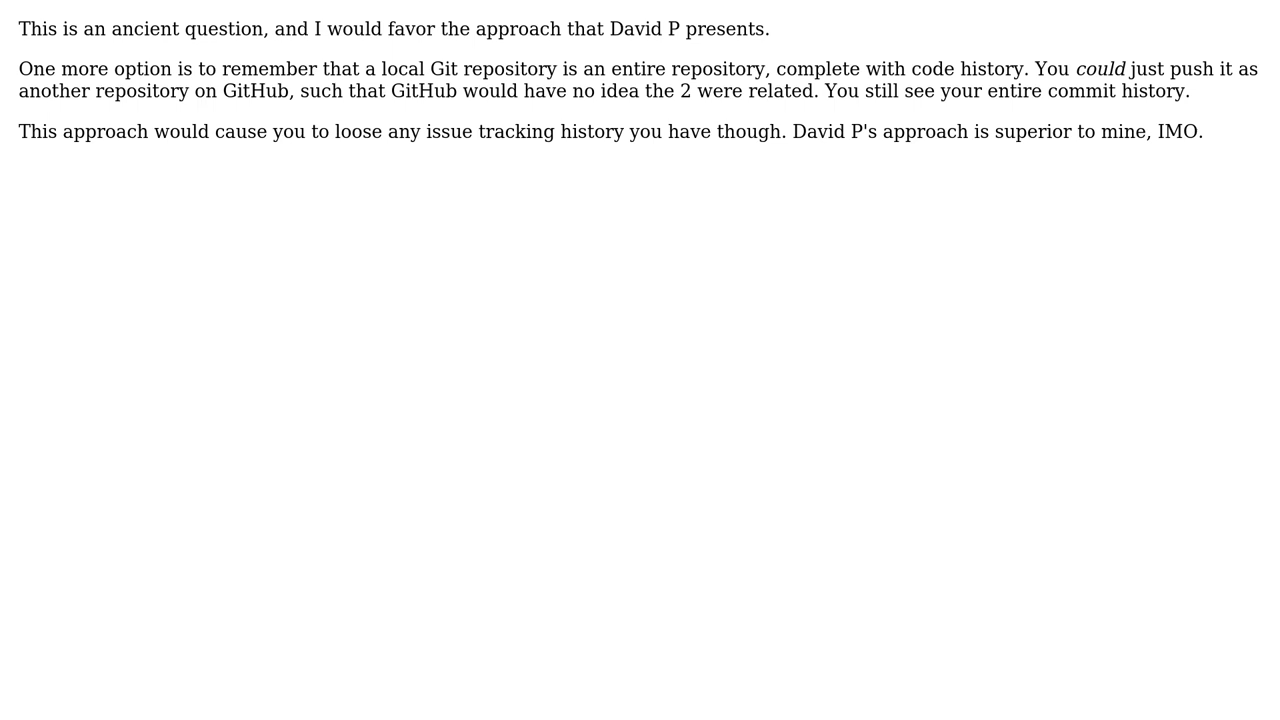 This is an ancient question, and I would favor the approach that David P presents.
One more option is to remember that a local Git repository is an entire repository, complete with code history. You could just push it as
another repository on GitHub, such that GitHub would have no idea the 2 were related. You still see your entire commit history.
This approach would cause you to loose any issue tracking history you have though. David P's approach is superior to mine, IMO.